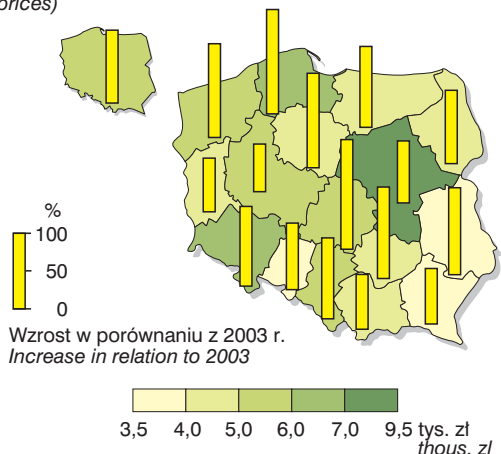 prices)
%
100
50
0
Wzrost w porównaniu z 2003 r.
Increase in relation to 2003
3,5 4,0 5,0 6,0 7,0 9,5 tys. zł
thous. zl